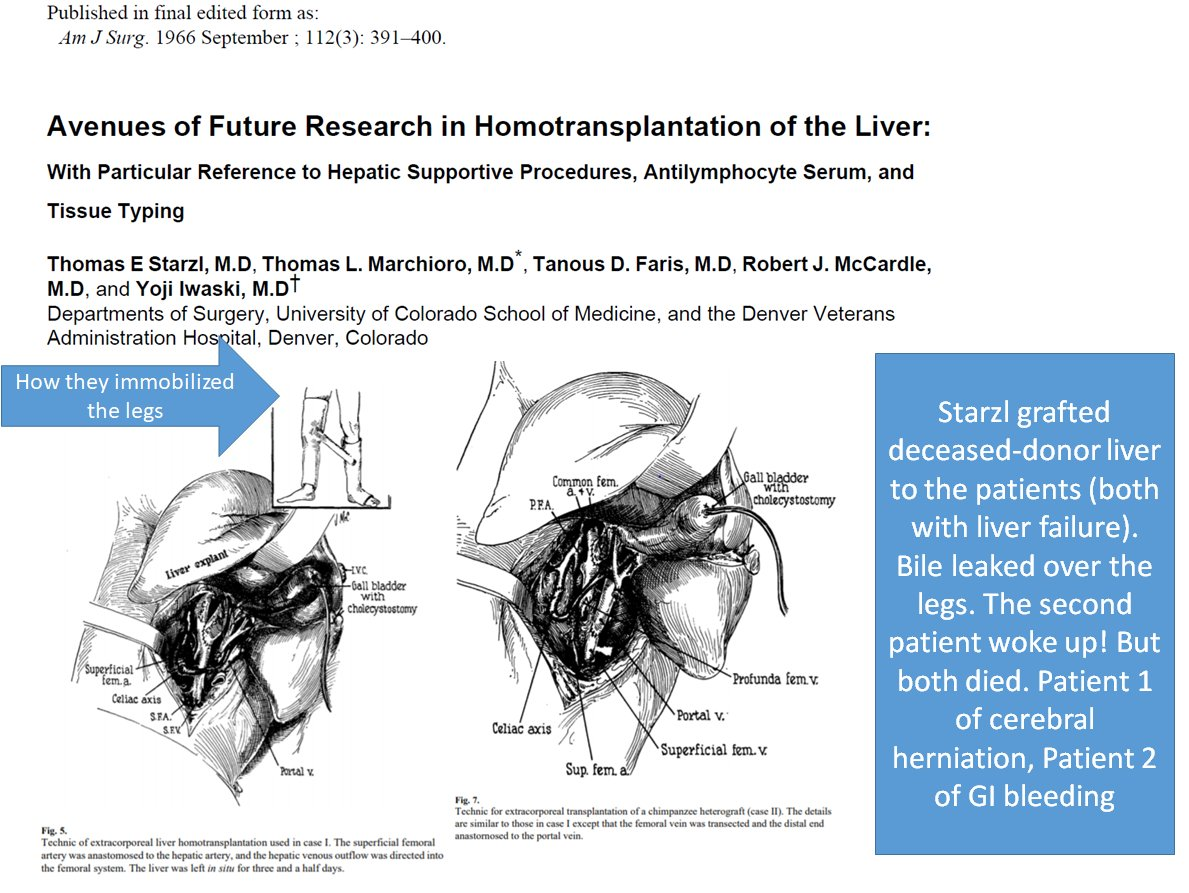 Published in final edited form as:
Am J Surg. 1966 September ; 112(3): 391–400.
Avenues of Future Research in Homotransplantation of the Liver:
With Particular Reference to Hepatic Supportive Procedures, Antilymphocyte Serum, and
Tissue Typing
Thomas E Starzl, M.D, Thomas L. Marchioro, M.D*, Tanous D. Faris, M.D, Robert J. McCardle,
M.D, and Yoji Iwaski, M.D†
Departments of Surgery, University of Colorado School of Medicine, and the Denver Veterans
Administration Hospital, Denver, Colorado
How they immobilized
the legs
Liver explant
I.V.C.
Gall bladder
with
cholecystostomy
Superficial
fem. a.
Celiac axis
S.F.A.
S.F.V.
Portal v.
Fig. 5.
Technic of extracorporeal liver homotransplantation used in case I. The superficial femoral
artery was anastomosed to the hepatic artery, and the hepatic venous outflow was directed into
the femoral system. The liver was left in situ for three and a half days.
Common fem.
a. + v.
P.F.A.
Gall bladder
with
cholecystostomy
Profunda fem. v.
Portal v.
Superficial fem. v.
Celiac axis
Sup. fem. a.
Fig. 7.
Technic for extracorporeal transplantation of a chimpanzee heterograft (case II). The details
are similar to those in case I except that the femoral vein was transected and the distal end
anastomosed to the portal vein.
Starzl grafted
deceased-donor liver
to the patients (both
with liver failure).
Bile leaked over the
legs. The second
patient woke up! But
both died. Patient 1
of cerebral
herniation, Patient 2
of GI bleeding